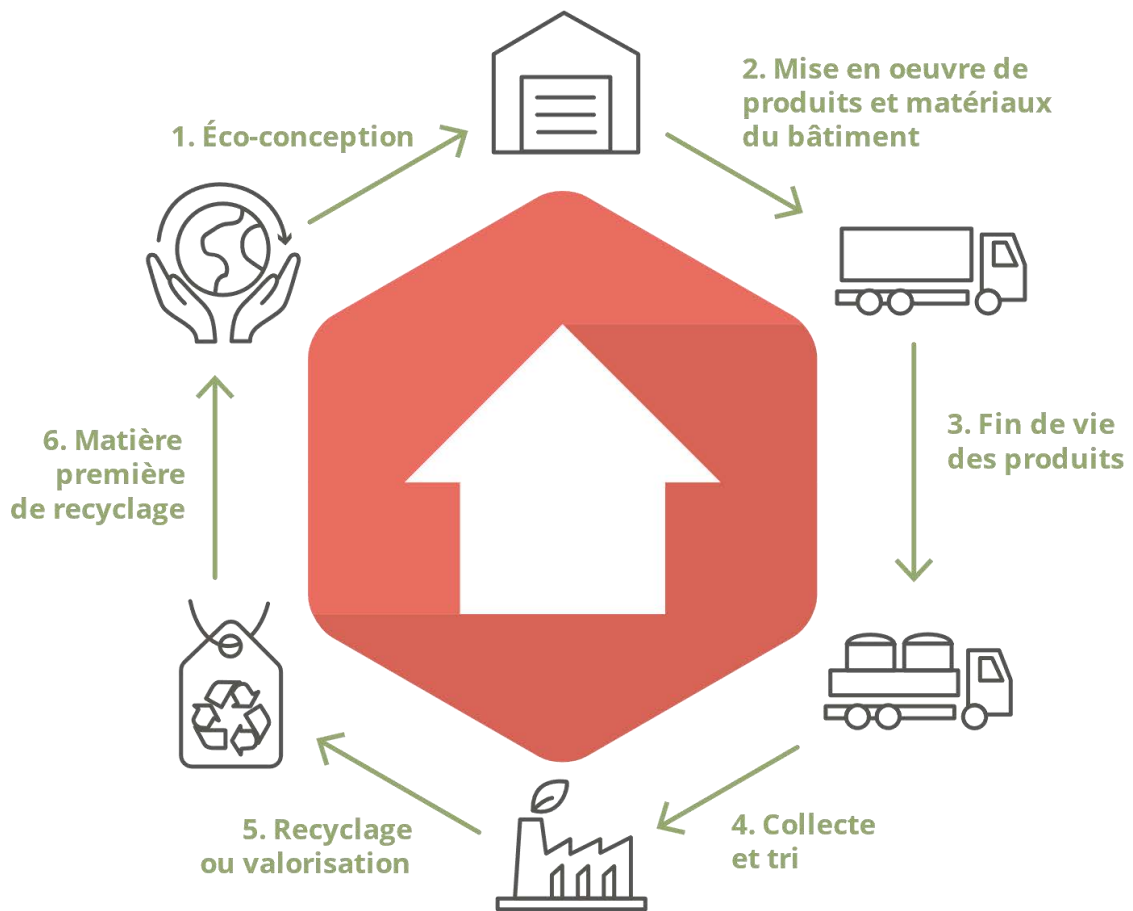 1. Éco-conception
2. Mise en oeuvre de
produits et matériaux
du bâtiment
3. Fin de vie
des produits
4. Collecte
et tri
5. Recyclage
ou valorisation
6. Matière
première
de recyclage